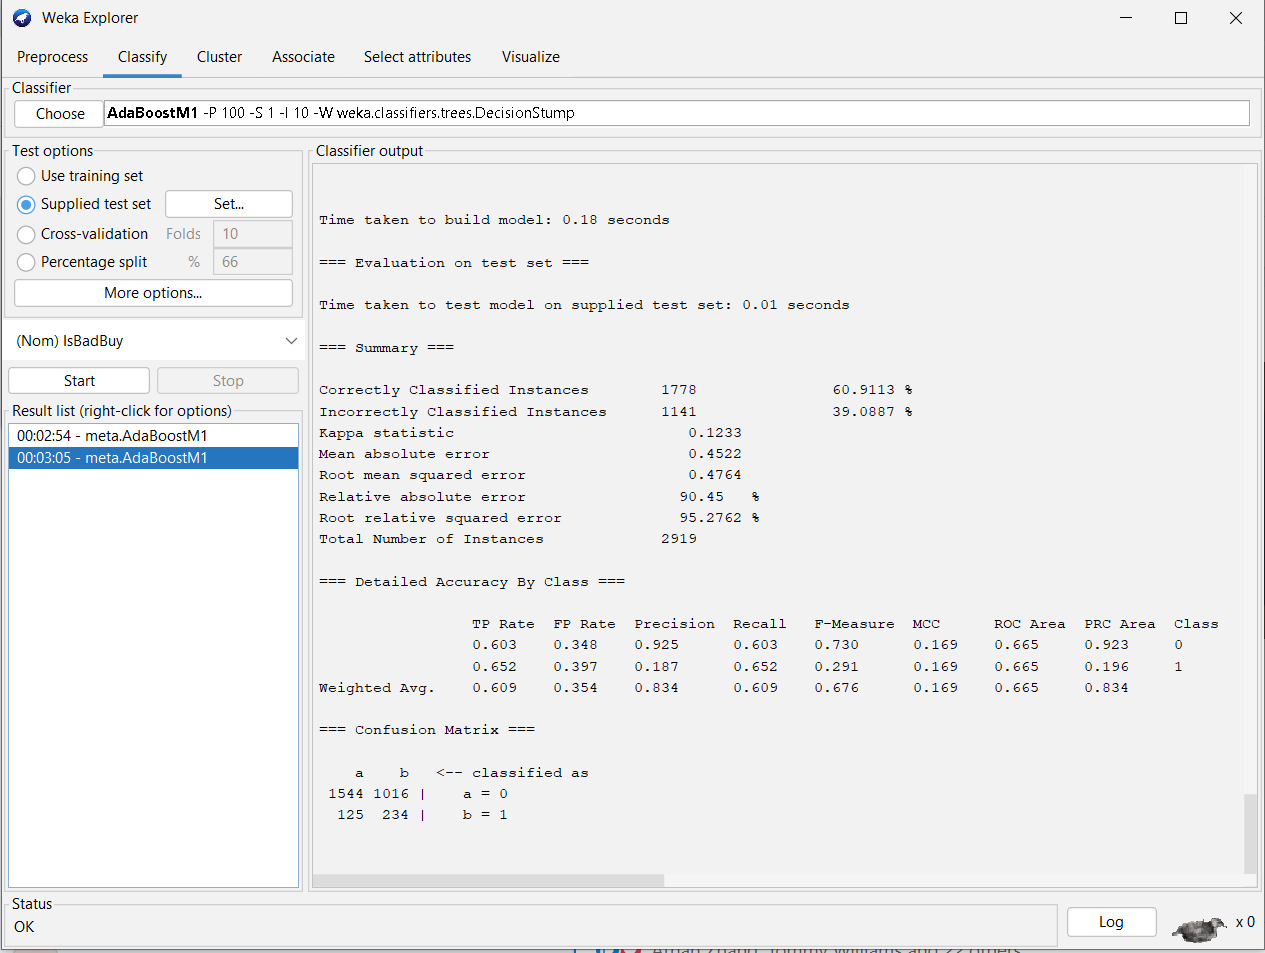 Weka Explorer
Preprocess Classify Cluster Associate Select attributes Visualize
Classifier
Choose AdaBoostM1 -P 100 -S 1 -I 10 -W weka.classifiers.trees.DecisionStump
Test options
Use training set
Supplied test set Set...
Cross-validation Folds 10
Percentage split % 66
More options...
(Nom) IsBadBuy
Start Stop
Result list (right-click for options)
00:02:54 - meta.AdaBoostM1
00:03:05 - meta.AdaBoostM1
Classifier output
Time taken to build model: 0.18 seconds
=== Evaluation on test set ===
Time taken to test model on supplied test set: 0.01 seconds
=== Summary ===
Correctly Classified Instances 1778 60.9113 %
Incorrectly Classified Instances 1141 39.0887 %
Kappa statistic 0.1233
Mean absolute error 0.4522
Root mean squared error 0.4764
Relative absolute error 90.45 %
Root relative squared error 95.2762 %
Total Number of Instances 2919
=== Detailed Accuracy By Class ===
TP Rate FP Rate Precision Recall F-Measure MCC ROC Area PRC Area Class
0.603 0.348 0.925 0.603 0.730 0.169 0.665 0.923 0
0.652 0.397 0.187 0.652 0.291 0.169 0.665 0.196 1
Weighted Avg. 0.609 0.354 0.834 0.609 0.676 0.169 0.665 0.834
=== Confusion Matrix ===
a b <-- classified as
1544 1016 | a = 0
125 234 | b = 1
Status
OK
Log x 0